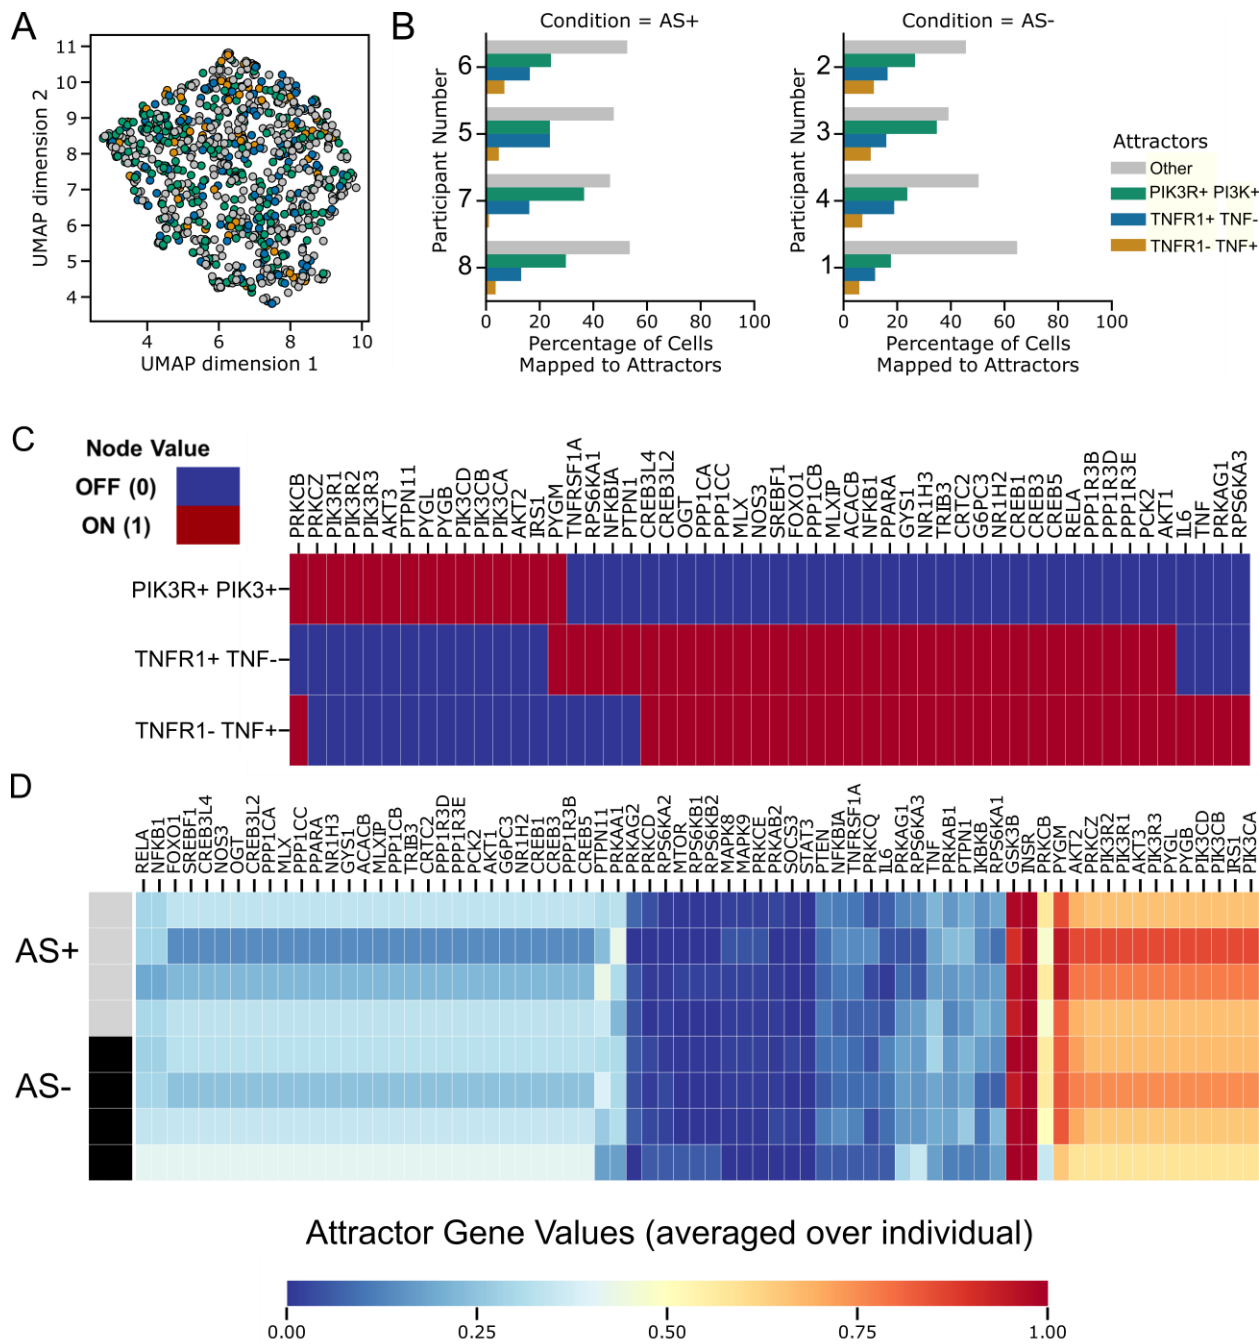 A
UMAP dimension 2
11
10
9
8
7
6
5
4
4
6
8
10
UMAP dimension 1
B
Condition = AS+
Participant Number
6
5
7
8
0
20
40
60
80
100
Percentage of Cells
Mapped to Attractors
Condition = AS-
Participant Number
2
3
4
1
0
20
40
60
80
100
Percentage of Cells
Mapped to Attractors
Attractors
Other
PIK3R+ PI3K+
TNFR1+ TNF-
TNFR1- TNF+
C
Node Value
OFF (0)
ON (1)
PRKCB
PRKCZ
PIK3R1
PIK3R2
PIK3R3
AKT3
PTPN11
PYGL
PYGB
PIK3CD
PIK3CB
PIK3CA
AKT2
IRS1
PYGM
TNFRSF1A
RPS6KA1
NFKBIA
PTPN1
CREB3L4
CREB3L2
OGT
PPP1CA
PPP1CC
MLX
NOS3
SREBF1
FOXO1
PPP1CB
MLXIP
ACACB
NFKB1
PPARA
GYS1
NR1H3
TRIB3
CRTC2
G6PC3
NR1H2
CREB1
CREB3
CREB5
RELA
PPP1R3B
PPP1R3D
PPP1R3E
PCK2
AKT1
IL6
TNF
PRKAG1
RPS6KA3
PIK3R+ PIK3+
TNFR1+ TNF-
TNFR1- TNF+
D
RELA
NFKB1
FOXO1
SREBF1
CREB3L4
NOS3
OGT
CREB3L2
PPP1CA
MLX
PPP1CC
PPARA
NR1H3
GYS1
ACACB
MLXIP
PPP1CB
TRIB3
CRTC2
PPP1R3D
PPP1R3E
PCK2
AKT1
G6PC3
NR1H2
CREB1
CREB3
PPP1R3B
CREB5
PTPN11
PRKAA1
PRKAG2
PRKCD
RPS6KA2
MTOR
RPS6KB1
RPS6KB2
MAPK8
MAPK9
PRKCE
PRKAB2
SOCS3
STAT3
PTEN
NFKBIA
TNFRSF1A
PRKCQ
IL6
PRKAG1
RPS6KA3
TNF
PRKAB1
PTPN1
IKBKB
RPS6KA1
GSK3B
INSR
PRKCB
PYGM
AKT2
PRKCZ
PIK3R2
PIK3R1
AKT3
PIK3R3
PYGL
PYGB
PIK3CD
PIK3CB
IRS1
PIK3CA
AS+
AS-
Attractor Gene Values (averaged over individual)
0.00
0.25
0.50
0.75
1.00